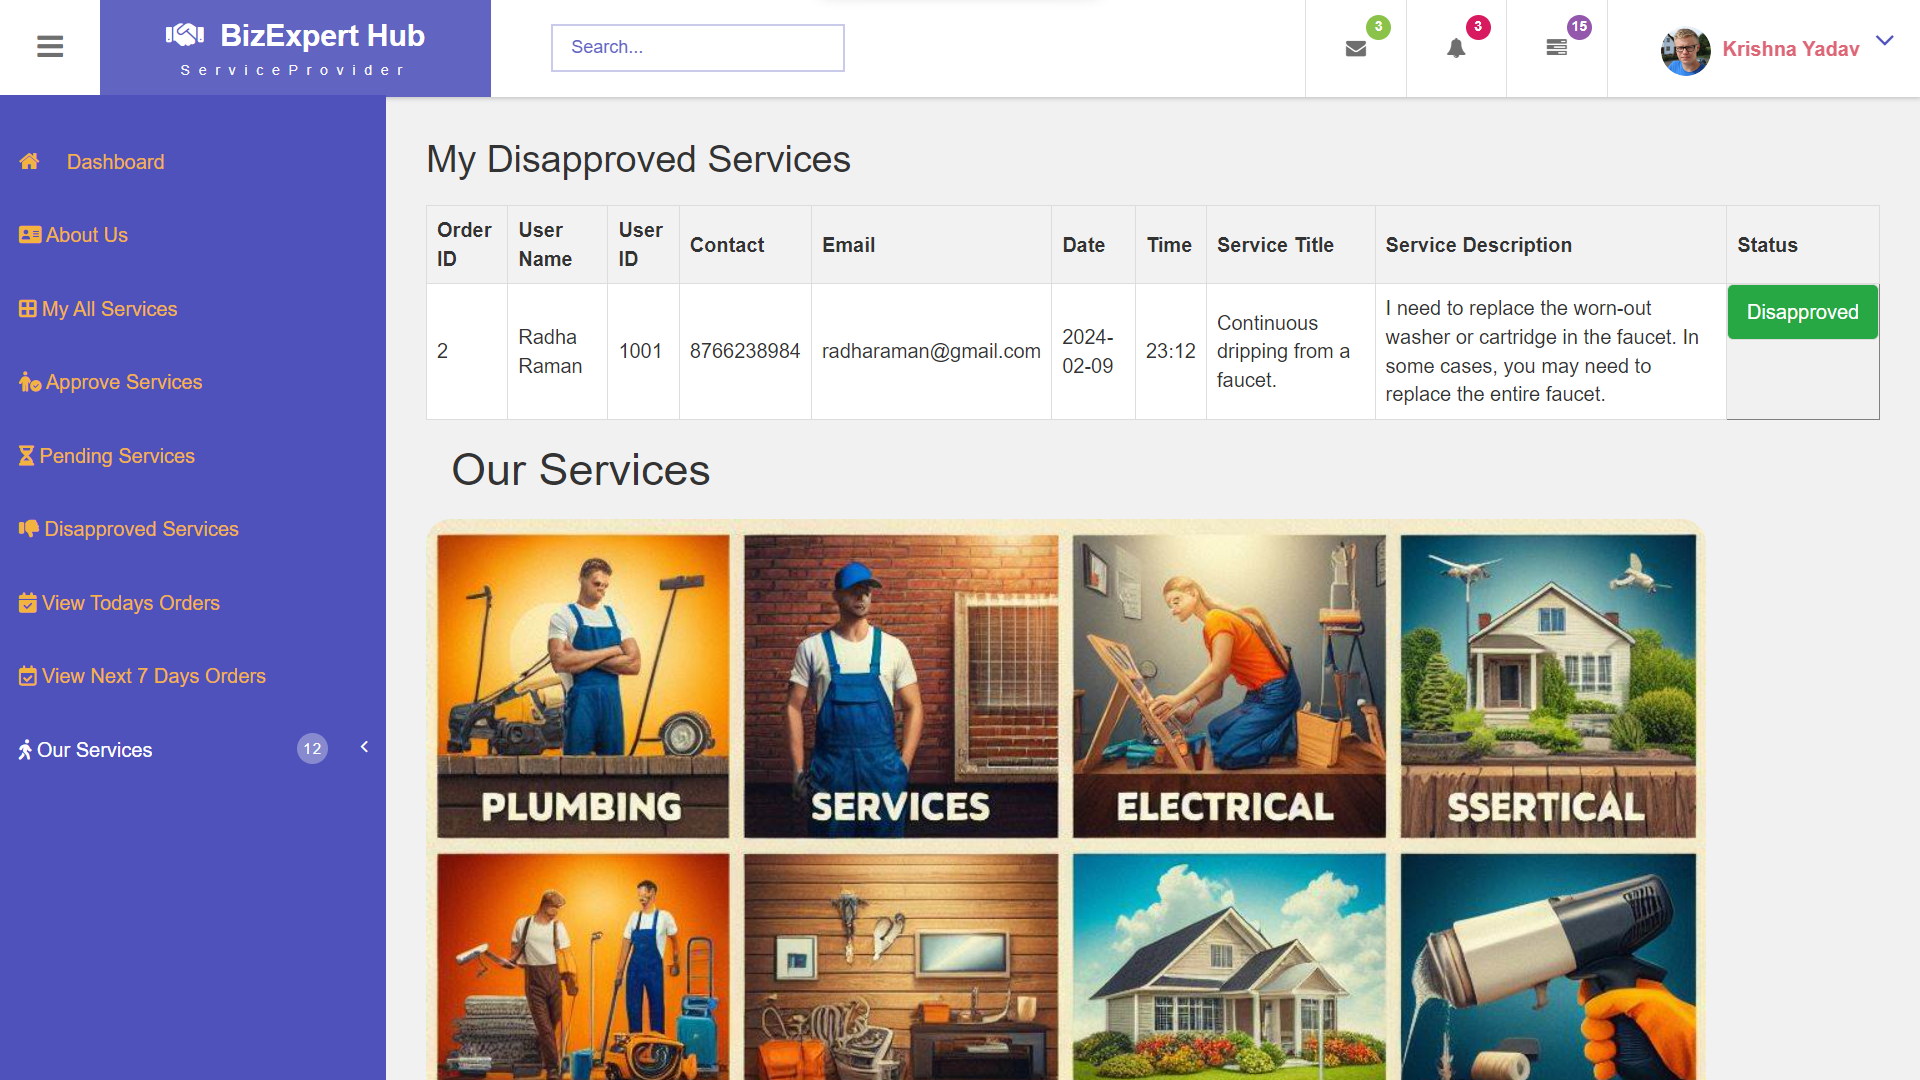 BizExpert Hub
ServiceProvider
Search...
3
3
15
Krishna Yadav
Dashboard
About Us
My All Services
Approve Services
Pending Services
Disapproved Services
View Todays Orders
View Next 7 Days Orders
Our Services 12
My Disapproved Services
Order ID User Name User ID Contact Email Date Time Service Title Service Description Status
2 Radha Raman 1001 8766238984 radharaman@gmail.com 2024-02-09 23:12 Continuous dripping from a faucet. I need to replace the worn-out washer or cartridge in the faucet. In some cases, you may need to replace the entire faucet. Disapproved
Our Services
PLUMBING
SERVICES
ELECTRICAL
SSERTICAL